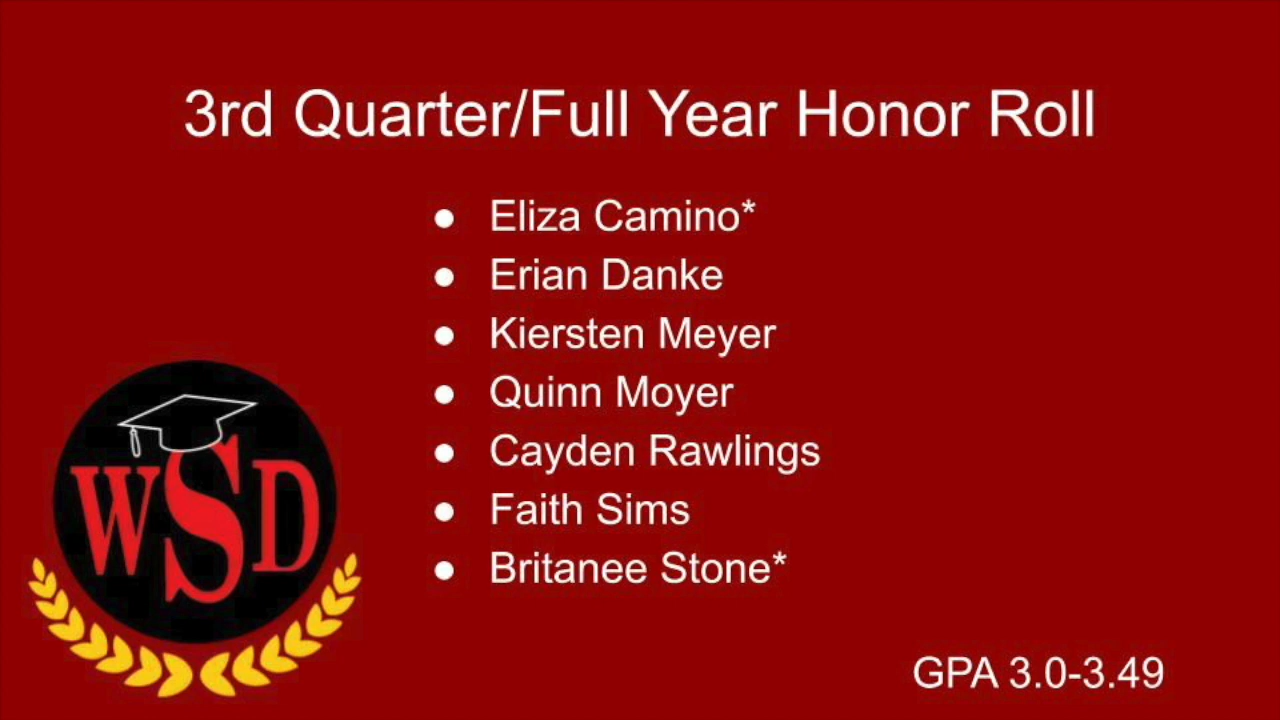 3rd Quarter/Full Year Honor Roll
● Eliza Camino*
● Erian Danke
● Kiersten Meyer
● Quinn Moyer
● Cayden Rawlings
● Faith Sims
● Britanee Stone*
WSD
GPA 3.0-3.49